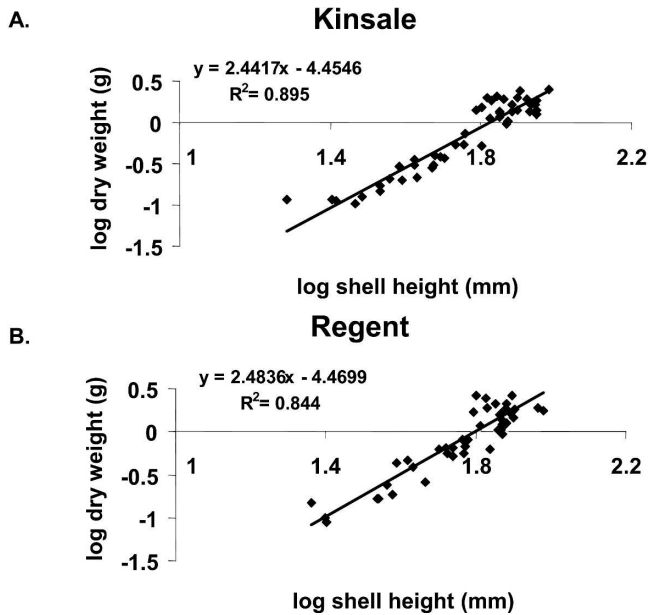 A.
Kinsale
y = 2.4417x - 4.4546
R²= 0.895
log dry weight (g)
0.5
0
-0.5
-1
-1.5
1
1.4
1.8
2.2
log shell height (mm)
B.
Regent
y = 2.4836x - 4.4699
R²= 0.844
log dry weight (g)
0.5
0
-0.5
-1
-1.5
1
1.4
1.8
2.2
log shell height (mm)